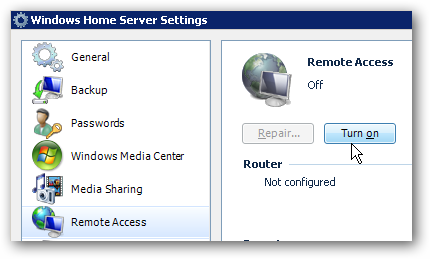 Windows Home Server Settings
General
Backup
Passwords
Windows Media Center
Media Sharing
Remote Access
Remote Access
Off
Repair... Turn on
Router
Not configured